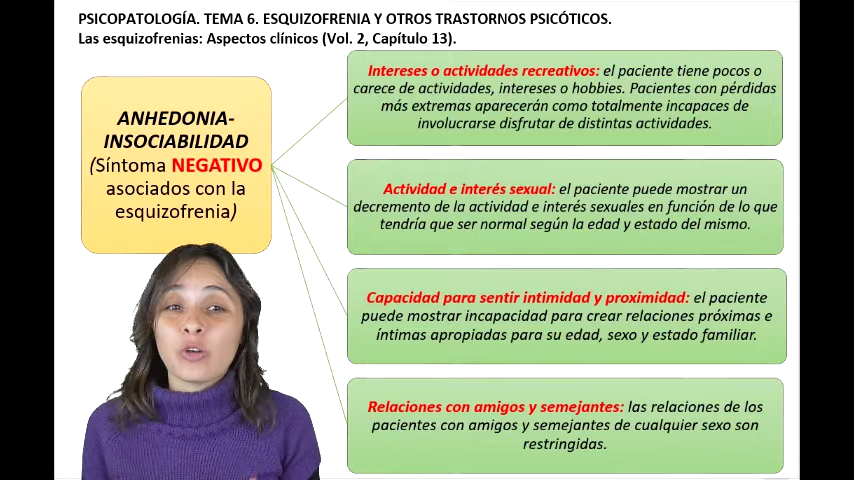 PSICOPATOLOGÍA. TEMA 6. ESQUIZOFRENIA Y OTROS TRASTORNOS PSICÓTICOS.
Las esquizofrenias: Aspectos clínicos (Vol. 2, Capítulo 13).
ANHEDONIA-
INSOCIABILIDAD
(Síntoma NEGATIVO
asociados con la
esquizofrenia)
Intereses o actividades recreativos: el paciente tiene pocos o
carece de actividades, intereses o hobbies. Pacientes con pérdidas
más extremas aparecerán como totalmente incapaces de
involucrarse disfrutar de distintas actividades.
Actividad e interés sexual: el paciente puede mostrar un
decremento de la actividad e interés sexuales en función de lo que
tendría que ser normal según la edad y estado del mismo.
Capacidad para sentir intimidad y proximidad: el paciente
puede mostrar incapacidad para crear relaciones próximas e
íntimas apropiadas para su edad, sexo y estado familiar.
Relaciones con amigos y semejantes: las relaciones de los
pacientes con amigos y semejantes de cualquier sexo son
restringidas.